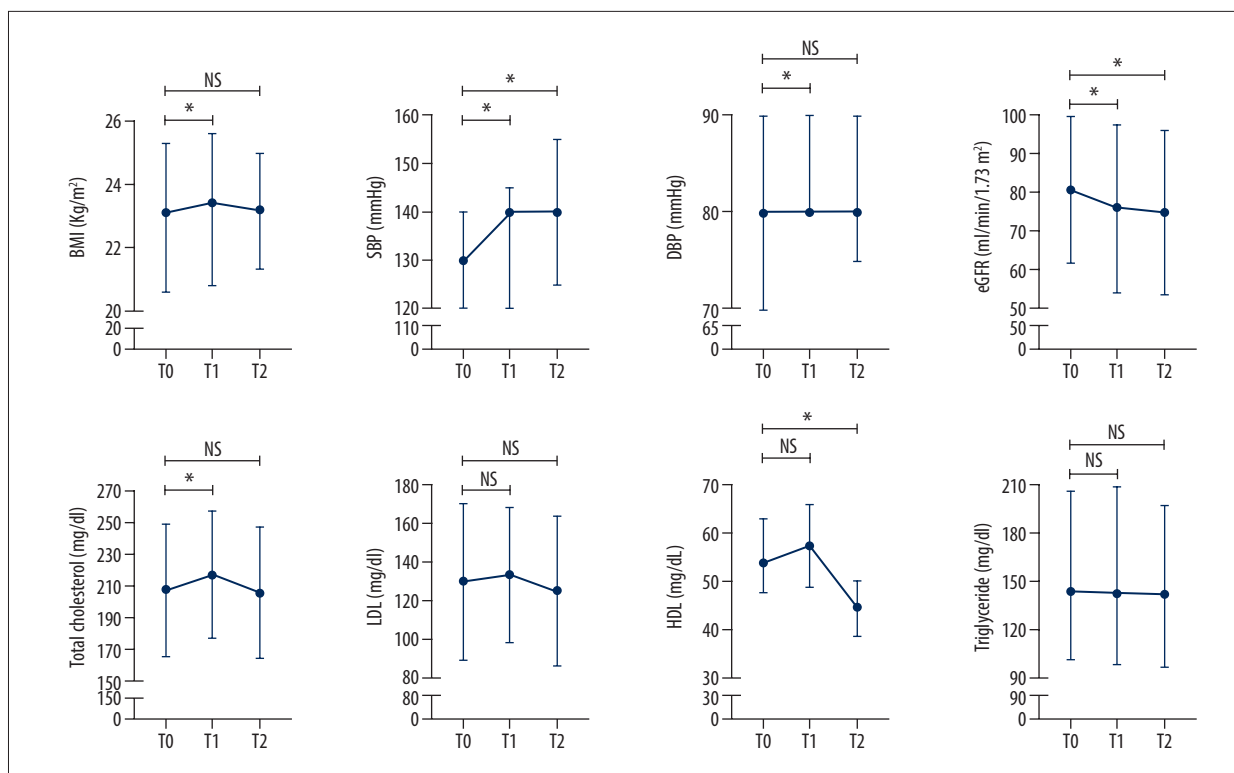 NS
*
26
24
22
20
20
0
BMI (Kg/m²)
T0 T1 T2
*
*
160
150
140
130
120
110
0
SBP (mmHg)
T0 T1 T2
NS
*
90
80
70
65
0
DBP (mmHg)
T0 T1 T2
*
*
100
90
80
70
60
50
50
0
eGFR (ml/min/1.73 m²)
T0 T1 T2
NS
*
270
250
230
210
190
170
150
150
0
Total cholesterol (mg/dl)
T0 T1 T2
NS
NS
180
160
140
120
100
80
80
0
LDL (mg/dl)
T0 T1 T2
*
NS
70
60
50
40
30
30
0
HDL (mg/dL)
T0 T1 T2
NS
NS
210
180
150
140
90
90
0
Triglyceride (mg/dl)
T0 T1 T2